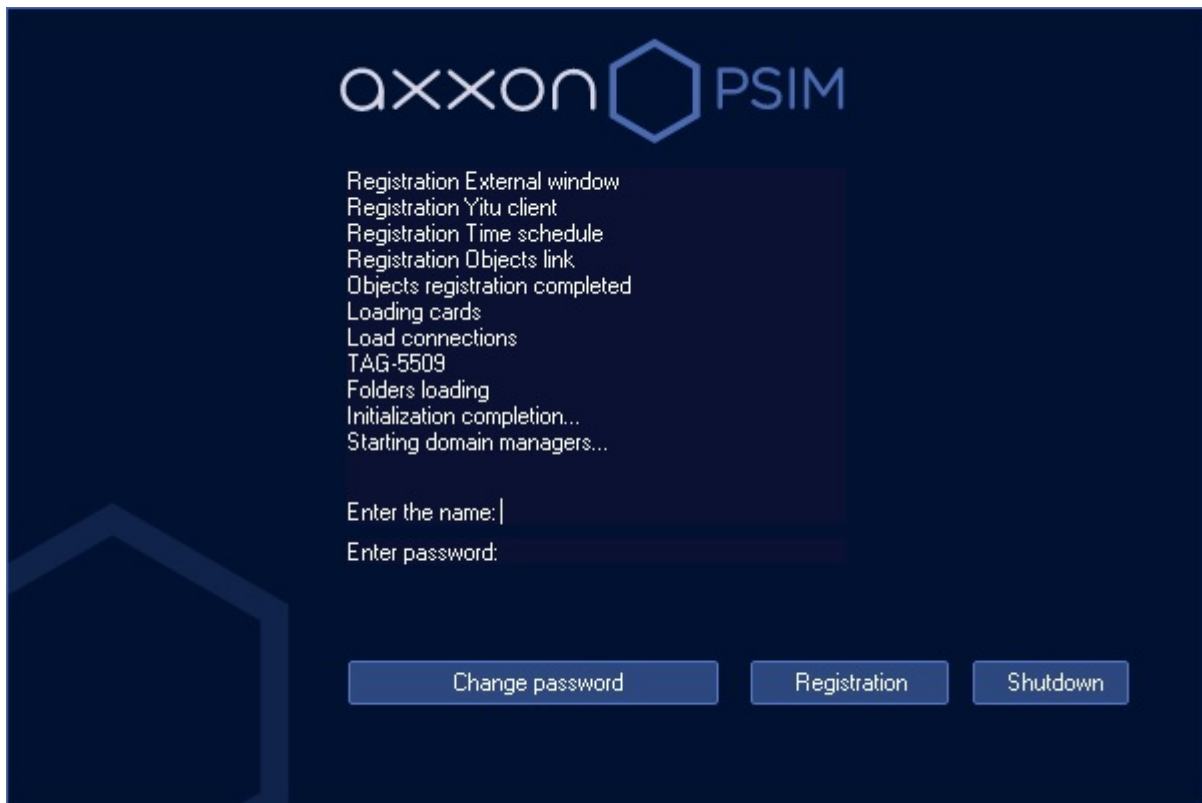 axxon PSIM
Registration External window
Registration Yitu client
Registration Time schedule
Registration Objects link
Objects registration completed
Loading cards
Load connections
TAG-5509
Folders loading
Initialization completion...
Starting domain managers...
Enter the name:
Enter password:
Change password Registration Shutdown